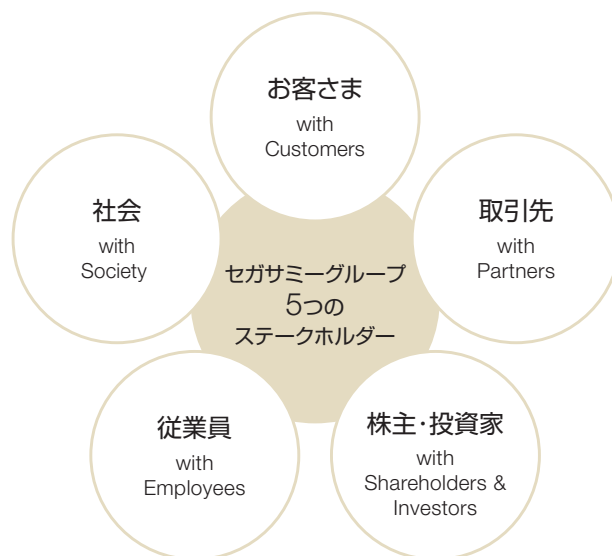 お客さま
with
Customers
社会
with
Society
取引先
with
Partners
セガサミーグループ
5つの
ステークホルダー
従業員
with
Employees
株主・投資家
with
Shareholders &
Investors